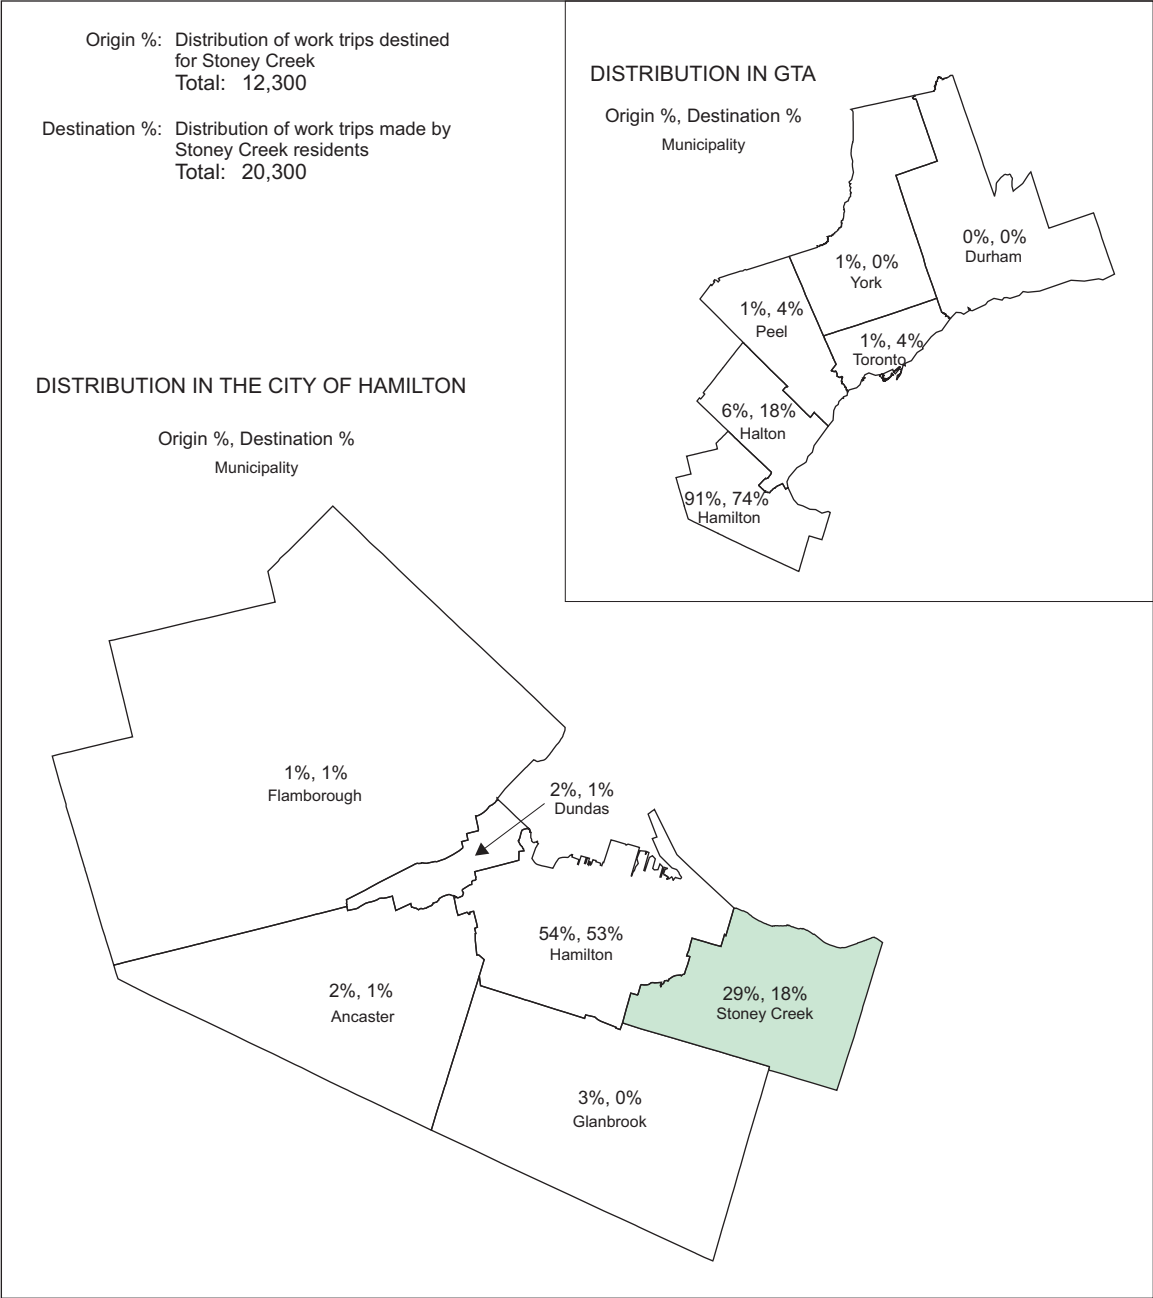 Origin %: Distribution of work trips destined
for Stoney Creek
Total: 12,300
Destination %: Distribution of work trips made by
Stoney Creek residents
Total: 20,300
DISTRIBUTION IN GTA
Origin %, Destination %
Municipality
0%, 0%
Durham
1%, 0%
York
1%, 4%
Peel
1%, 4%
Toronto
6%, 18%
Halton
91%, 74%
Hamilton
DISTRIBUTION IN THE CITY OF HAMILTON
Origin %, Destination %
Municipality
1%, 1%
Flamborough
2%, 1%
Dundas
54%, 53%
Hamilton
2%, 1%
Ancaster
29%, 18%
Stoney Creek
3%, 0%
Glanbrook